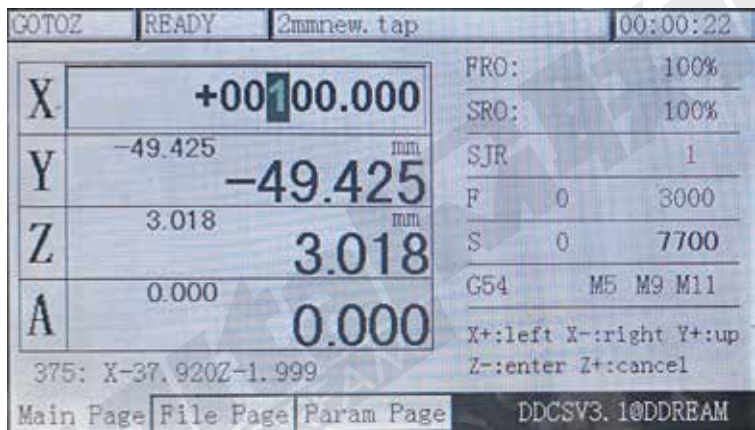 GOTOZ READY 2mmnew.tap 00:00:22
X +00100.000
Y -49.425 mm -49.425
Z 3.018 mm 3.018
A 0.000 0.000
FRO: 100%
SRO: 100%
SJR 1
F 0 3000
S 0 7700
G54 M5 M9 M11
X+:left X-:right Y+:up
Z-:enter Z+:cancel
375: X-37.920Z-1.999
Main Page File Page Param Page DDCSV3.1@DDREAM